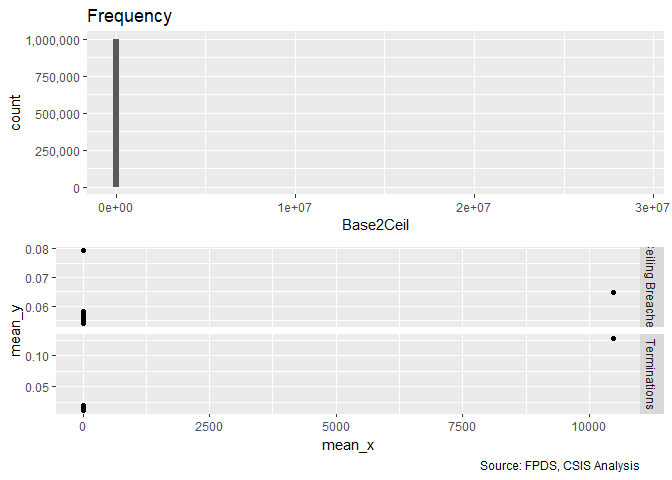 Frequency
1,000,000
750,000
500,000
250,000
0
count
0e+00 1e+07 2e+07 3e+07
Base2Ceil
0.08
0.07
0.06
Breache
0.10
0.05
Terminations
mean_y
0 2500 5000 7500 10000
mean_x
Source: FPDS, CSIS Analysis